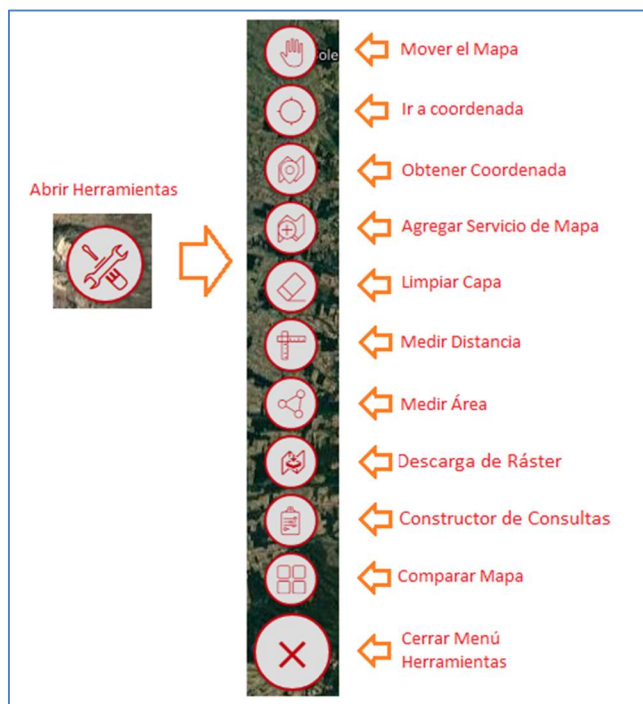 ole
Mover el Mapa
Ir a coordenada
Obtener Coordenada
Abrir Herramientas
Agregar Servicio de Mapa
Limpiar Capa
Medir Distancia
Medir Área
Descarga de Ráster
Constructor de Consultas
Comparar Mapa
Cerrar Menú
Herramientas